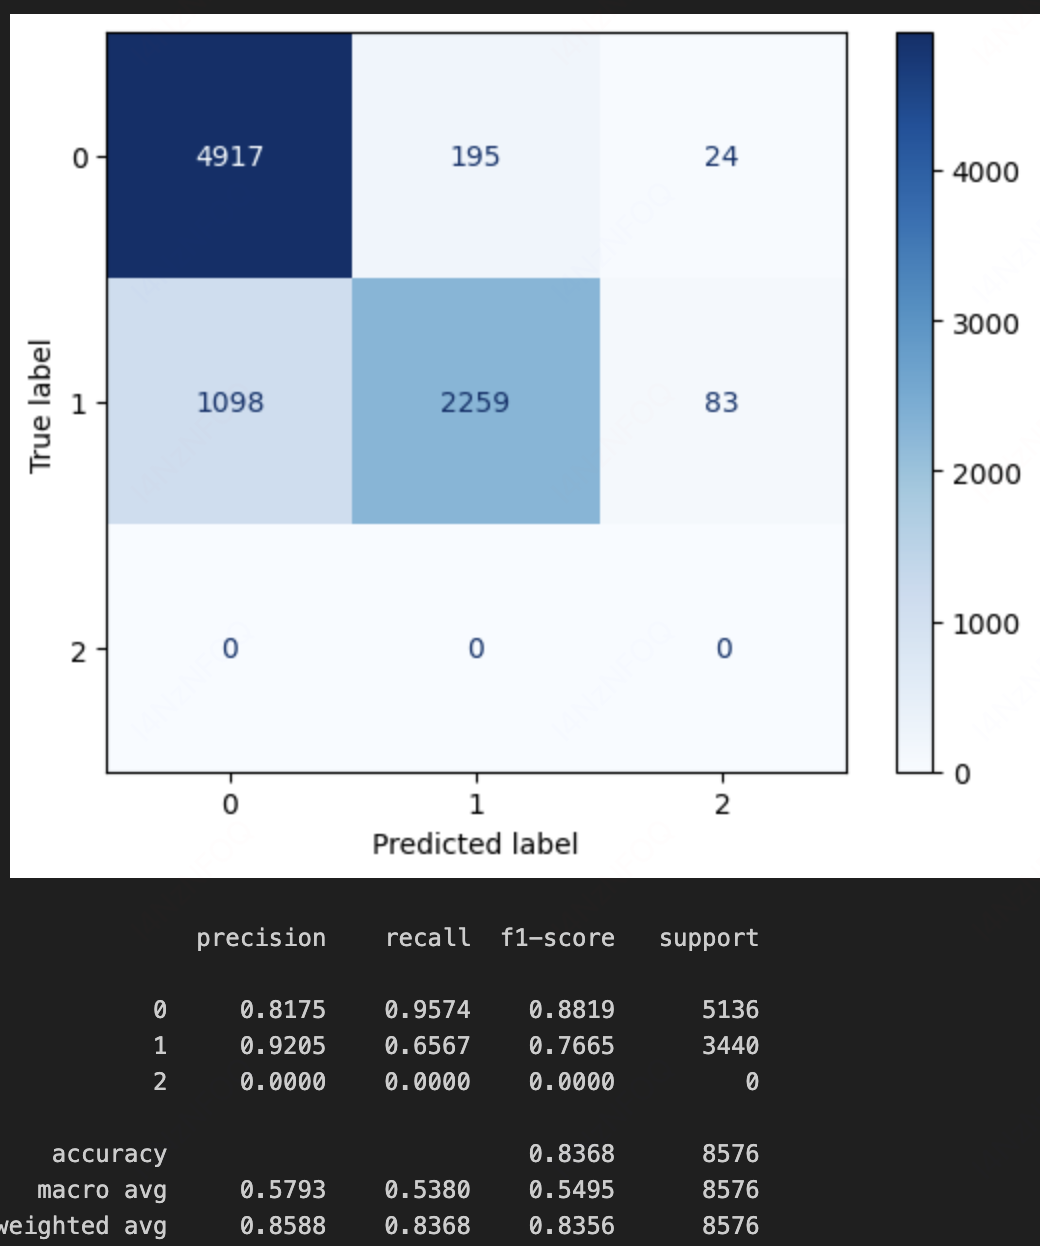 0
4917 195 24
4000
3000
True label
1
1098 2259 83
2000
1000
2
0 0 0
0
0 1 2
Predicted label
precision recall f1-score support
0 0.8175 0.9574 0.8819 5136
1 0.9205 0.6567 0.7665 3440
2 0.0000 0.0000 0.0000 0
accuracy 0.8368 8576
macro avg 0.5793 0.5380 0.5495 8576
weighted avg 0.8588 0.8368 0.8356 8576